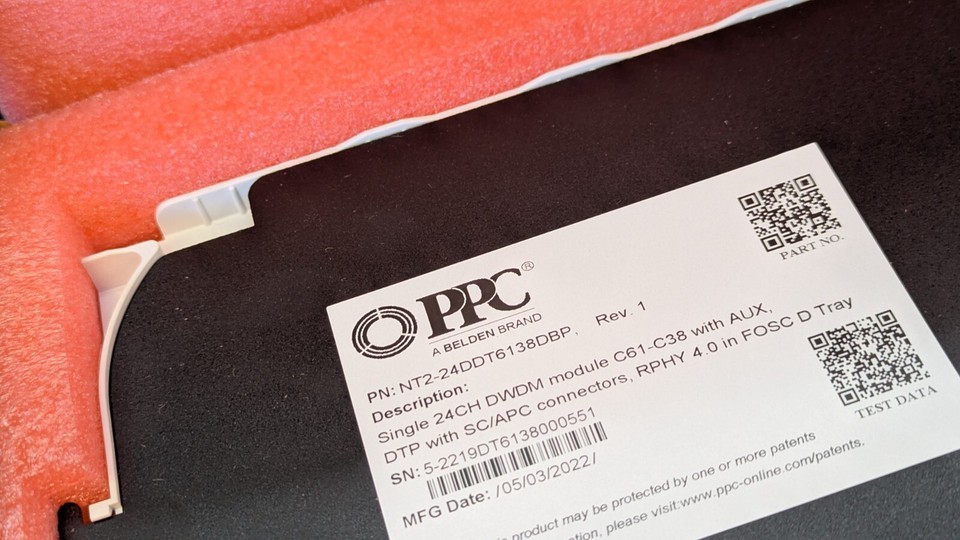 PPC®
A BELDEN BRAND
PN: NT2-24DDT6138DBP, Rev. 1
Description:
Single 24CH DWDM module C61-C38 with AUX,
DTP with SC/APC connectors, RPHY 4.0 in FOSC D Tray
SN: 5-2219DT6138000551
MFG Date: /05/03/2022/
product may be protected by one or more patents
please visit:www.ppc-online.com/patents.
PART NO.
TEST DATA